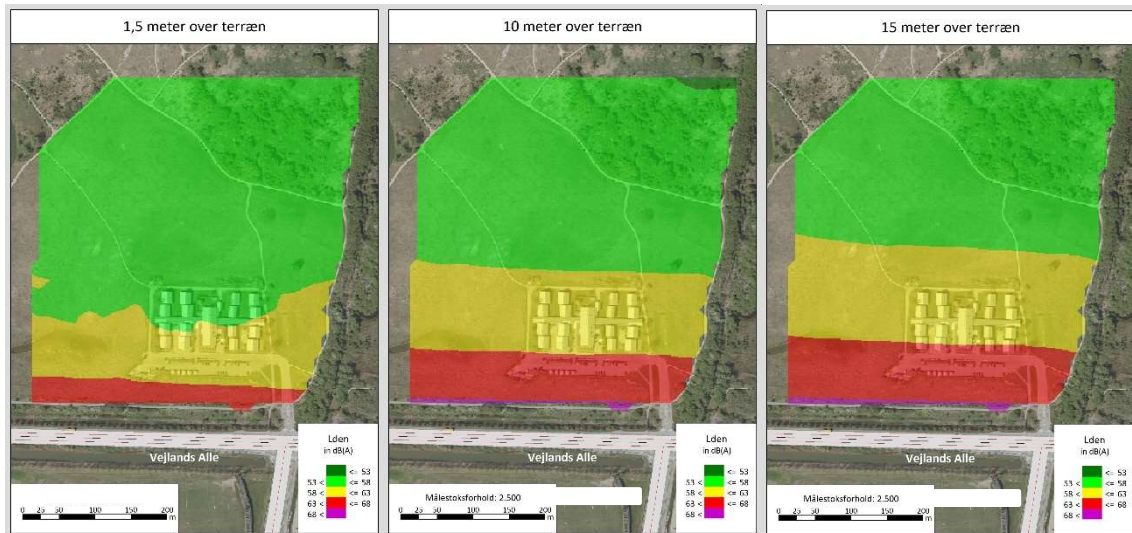 1,5 meter over terræn
10 meter over terræn
15 meter over terræn
Vejlands Alle
Lden
in dB(A)
<= 53
53 < <= 58
58 < <= 63
63 < <= 68
68 <
0 25 50 100 150 200
m
Vejlands Alle
Lden
in dB(A)
<= 53
53 < <= 58
58 < <= 63
63 < <= 68
68 <
Målestoksforhold: 2.500
0 25 50 100 150 200
m
Vejlands Alle
Lden
in dB(A)
<= 53
53 < <= 58
58 < <= 63
63 < <= 68
68 <
Målestoksforhold: 2.500
0 25 50 100 150 200
m